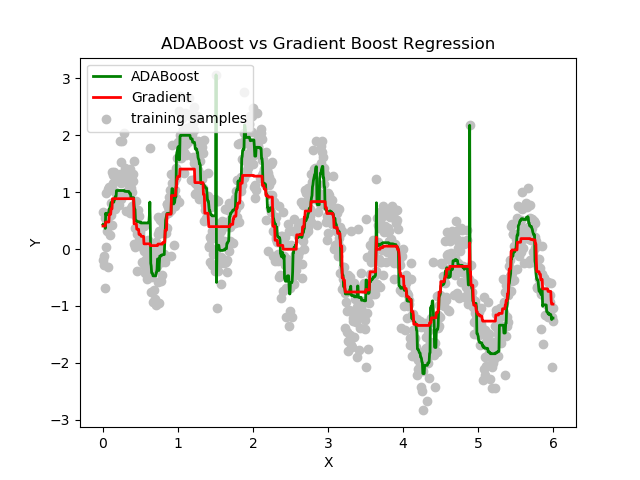 ADABoost vs Gradient Boost Regression
ADABoost
Gradient
training samples
3
2
1
0
−1
−2
−3
Y
0 1 2 3 4 5 6
X